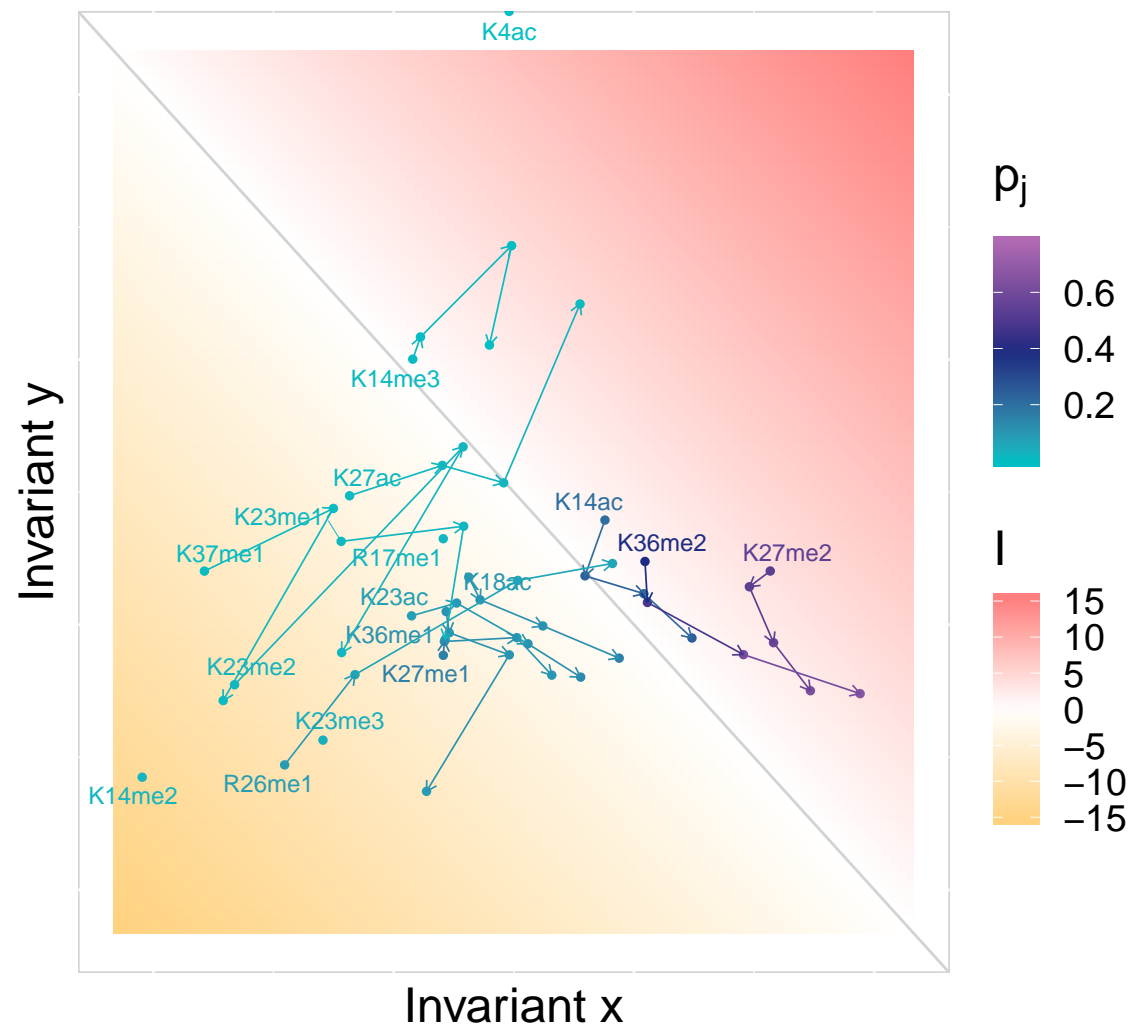 K4ac
K14me3
K27ac
K23me1
K37me1
R17me1
K14ac
K36me2
K27me2
K18ac
K23ac
K36me1
K27me1
K23me2
K23me3
R26me1
K14me2
Invariant x
Invariant y
pj
0.6
0.4
0.2
I
15
10
5
0
−5
−10
−15